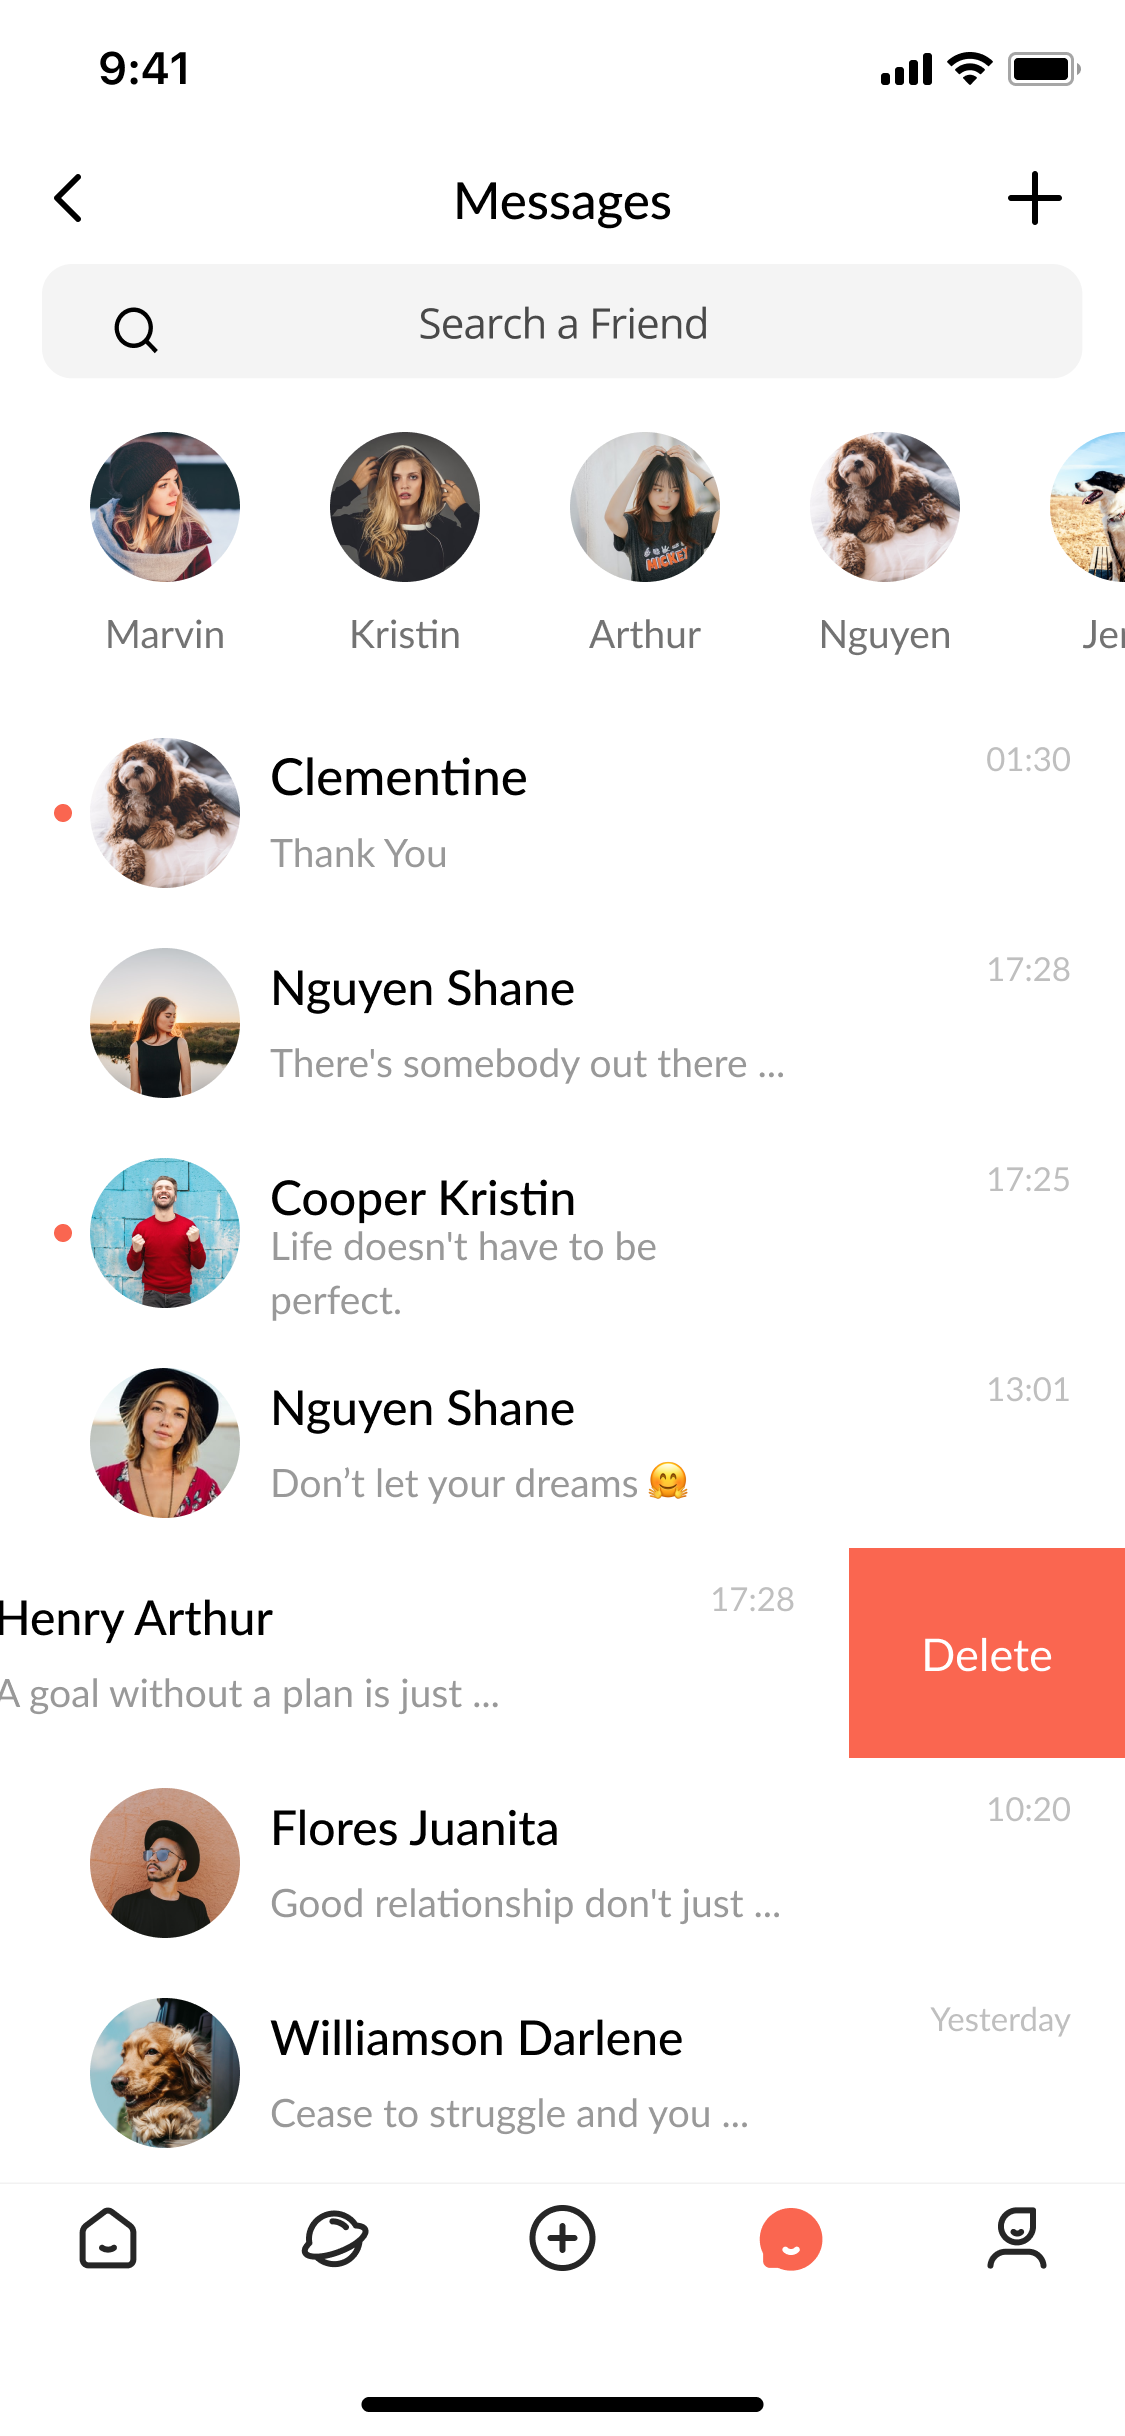 9:41
Messages
Search a Friend
Marvin Kristin Arthur Nguyen Jer
Clementine 01:30
Thank You
Nguyen Shane 17:28
There's somebody out there ...
Cooper Kristin 17:25
Life doesn't have to be
perfect.
Nguyen Shane 13:01
Don’t let your dreams 🤗
Henry Arthur 17:28
Delete
A goal without a plan is just ...
Flores Juanita 10:20
Good relationship don't just ...
Williamson Darlene Yesterday
Cease to struggle and you ...